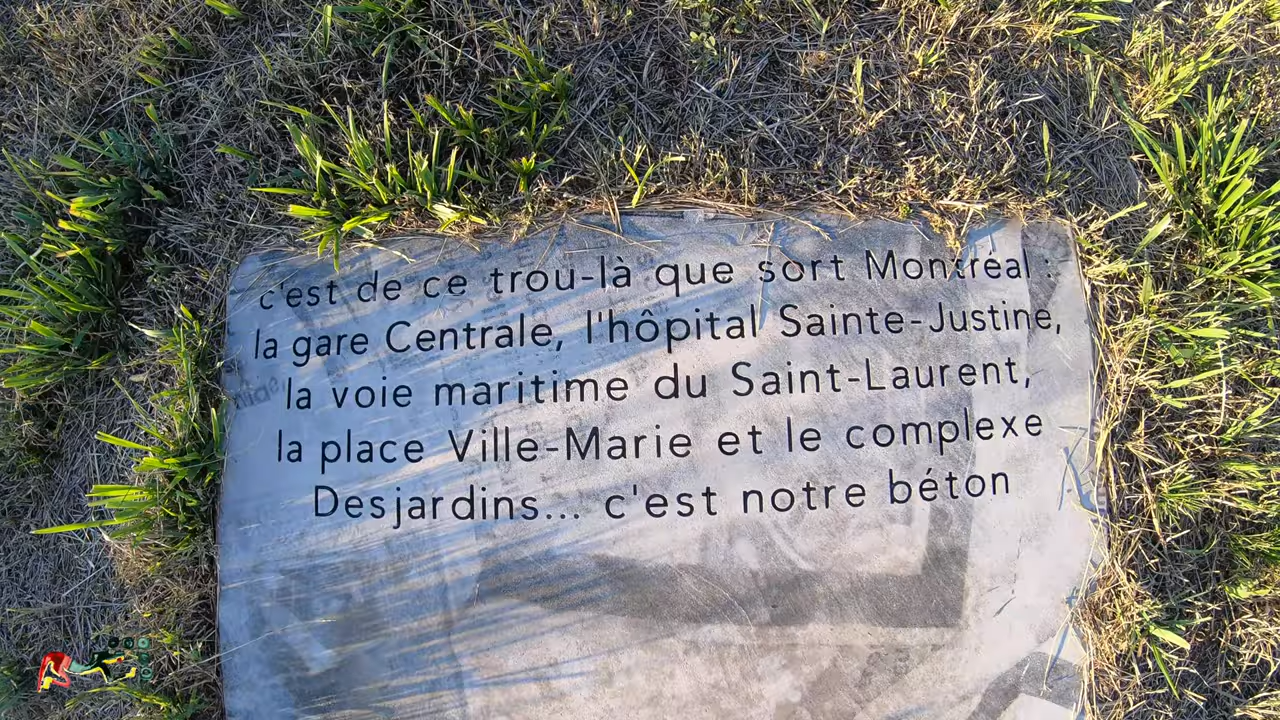 c'est de ce trou-là que sort Montréal :
la gare Centrale, l'hôpital Sainte-Justine,
la voie maritime du Saint-Laurent,
la place Ville-Marie et le complexe
Desjardins... c'est notre béton